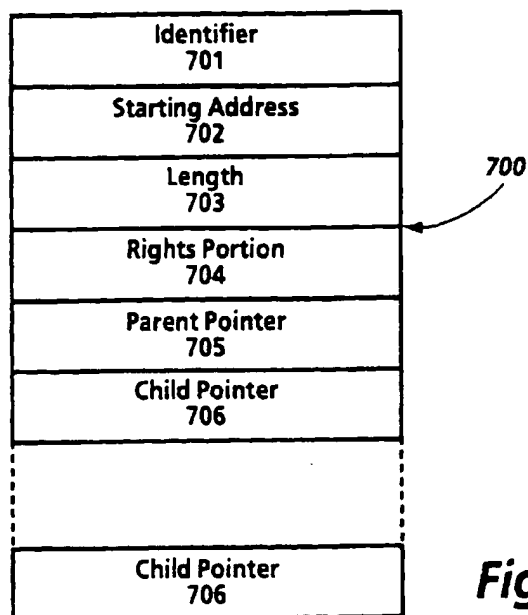 Identifier
701
Starting Address
702
Length
703
700
Rights Portion
704
Parent Pointer
705
Child Pointer
706
Child Pointer
706
Fig